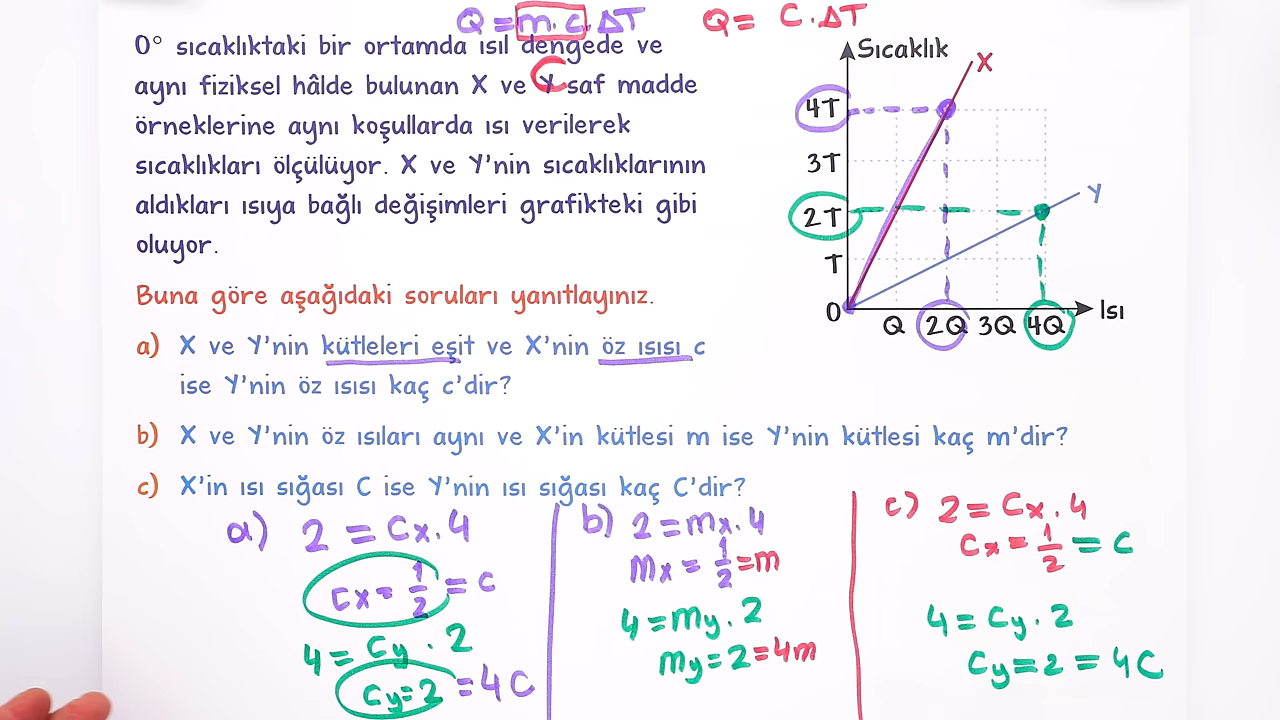 Q = m.c.ΔT Q = C.ΔT
0° sıcaklıktaki bir ortamda ısıl dengede ve
aynı fiziksel hâlde bulunan X ve Y saf madde
örneklerine aynı koşullarda ısı verilerek
sıcaklıkları ölçülüyor. X ve Y'nin sıcaklıklarının
aldıkları ısıya bağlı değişimleri grafikteki gibi
oluyor.
Sıcaklık
X
4T
3T
Y
2T
T
0
Q 2Q 3Q 4Q Isı
Buna göre aşağıdaki soruları yanıtlayınız.
a) X ve Y'nin kütleleri eşit ve X'nin öz ısısı c
ise Y'nin öz ısısı kaç c'dir?
b) X ve Y'nin öz ısıları aynı ve X'in kütlesi m ise Y'nin kütlesi kaç m'dir?
c) X'in ısı sığası C ise Y'nin ısı sığası kaç C'dir?
a) 2 = Cx.4
Cx = 1/2 = C
4 = Cy.2
Cy = 2 = 4C
b) 2 = mx.4
mx = 1/2 = m
4 = my.2
my = 2 = 4m
c) 2 = Cx.4
Cx = 1/2 = C
4 = Cy.2
Cy = 2 = 4C